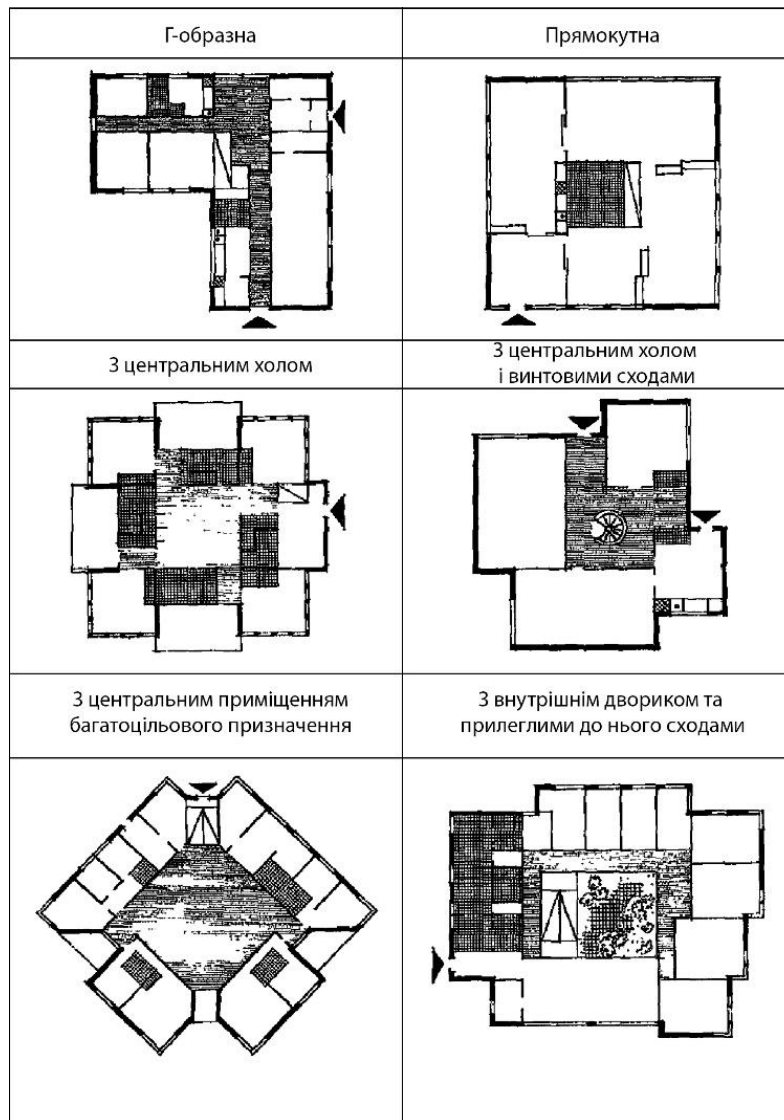 Г-образна
Прямокутна
З центральним холом
З центральним холом
і винтовими сходами
З центральним приміщенням
багатоцільового призначення
З внутрішнім двориком та
прилеглими до нього сходами